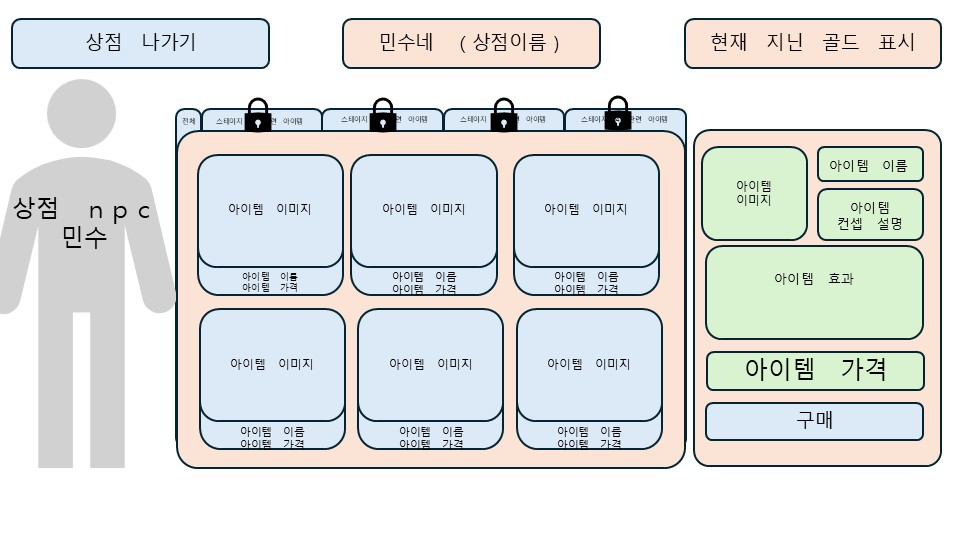 상점 나가기
민수네 (상점이름)
현재 지닌 골드 표시
전체
스테이지 련 아이템
스테이지 아이템
스테이지 아이템
스테 련 아이템
상점 npc
민수
아이템 이미지
아이템 이미지
아이템 이미지
아이템 이름
아이템 가격
아이템 이름
아이템 가격
아이템 이름
아이템 가격
아이템 이미지
아이템 이미지
아이템 이미지
아이템 이름
아이템 가격
아이템 이름
아이템 가격
아이템 이름
아이템 가격
아이템
이미지
아이템 이름
아이템
컨셉 설명
아이템 효과
아이템 가격
구매